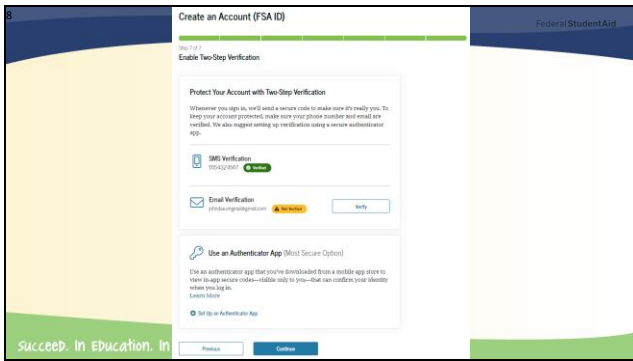 8
Create an Account (FSA ID)
Federal Student Aid
Step 7 of 7
Enable Two-Step Verification
Protect Your Account with Two-Step Verification
Whenever you sign in, we'll send a secure code to make sure it's really you. To
keep your account protected, make sure your phone number and email are
verified. We also suggest setting up verification using a secure authenticator
app.
SMS Verification
Verified
Email Verification
Not Verified
Verify
Use an Authenticator App (Most Secure Option)
Use an authenticator app that you've downloaded from a mobile app store to
view in-app secure codes—visible only to you—that can confirm your identity
when you log in.
Learn More
Set Up an Authenticator App
Succeed. In Education. In
Previous
Continue